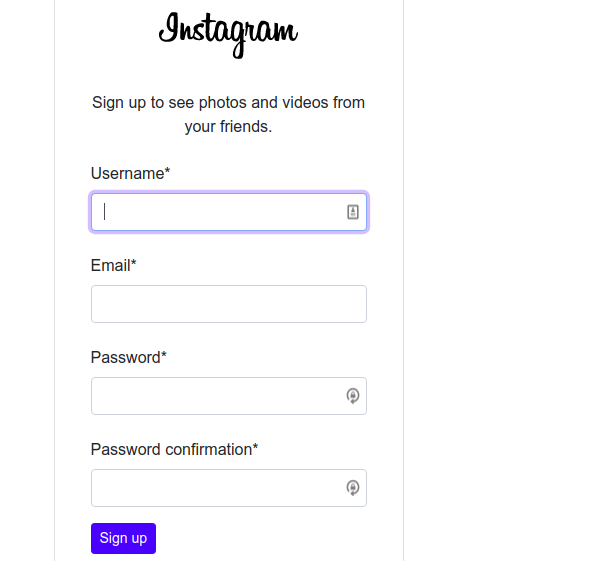 Instagram
Sign up to see photos and videos from
your friends.
Username*
Email*
Password*
Password confirmation*
Sign up